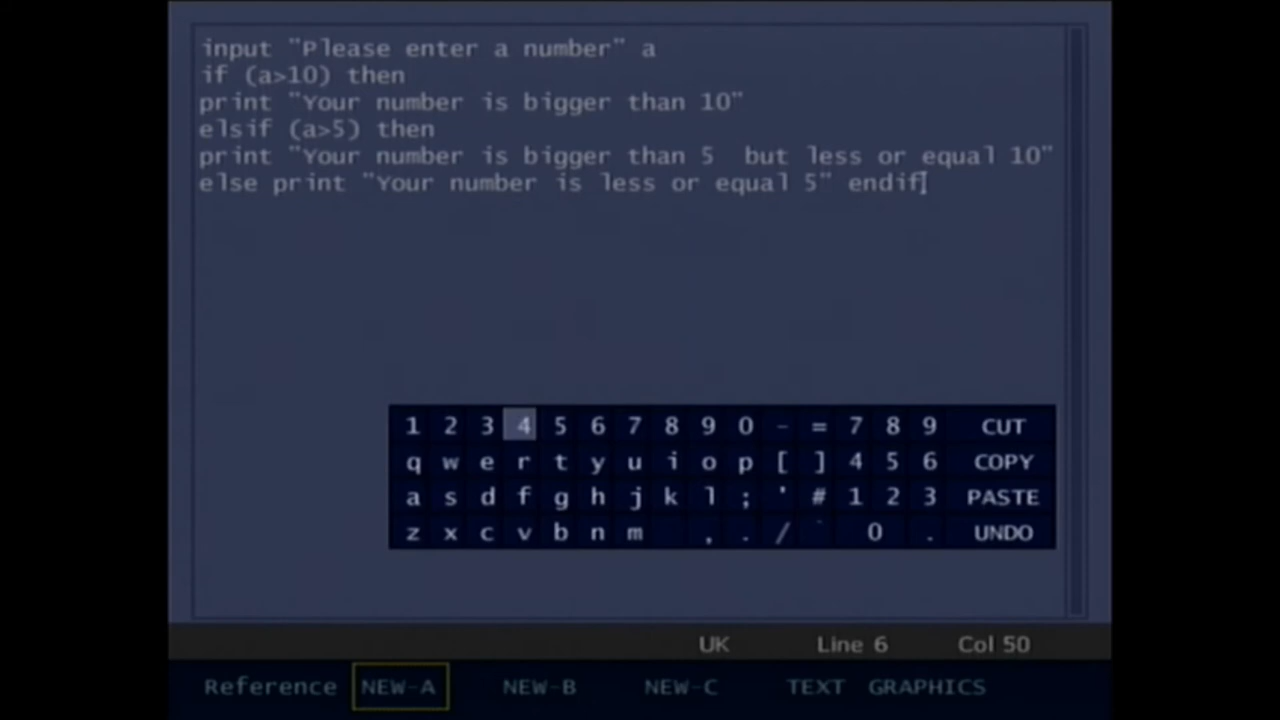 input "Please enter a number" a
if (a>10) then
print "Your number is bigger than 10"
elsif (a>5) then
print "Your number is bigger than 5  but less or equal 10"
else print "Your number is less or equal 5" endif
1 2 3 4 5 6 7 8 9 0 - = 7 8 9 CUT
q w e r t y u i o p [ ] 4 5 6 COPY
a s d f g h j k l ; ' # 1 2 3 PASTE
z x c v b n m , . / ` 0 . UNDO
UK Line 6 Col 50
Reference NEW-A NEW-B NEW-C TEXT GRAPHICS